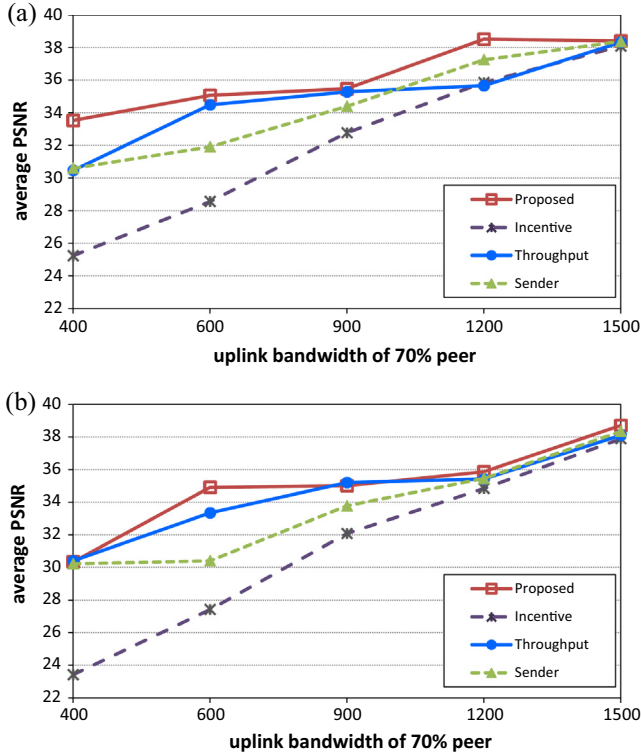 (a)
40
38
36
34
32
30
28
26
24
22
average PSNR
Proposed
Incentive
Throughput
Sender
400 600 900 1200 1500
uplink bandwidth of 70% peer
(b)
40
38
36
34
32
30
28
26
24
22
average PSNR
Proposed
Incentive
Throughput
Sender
400 600 900 1200 1500
uplink bandwidth of 70% peer